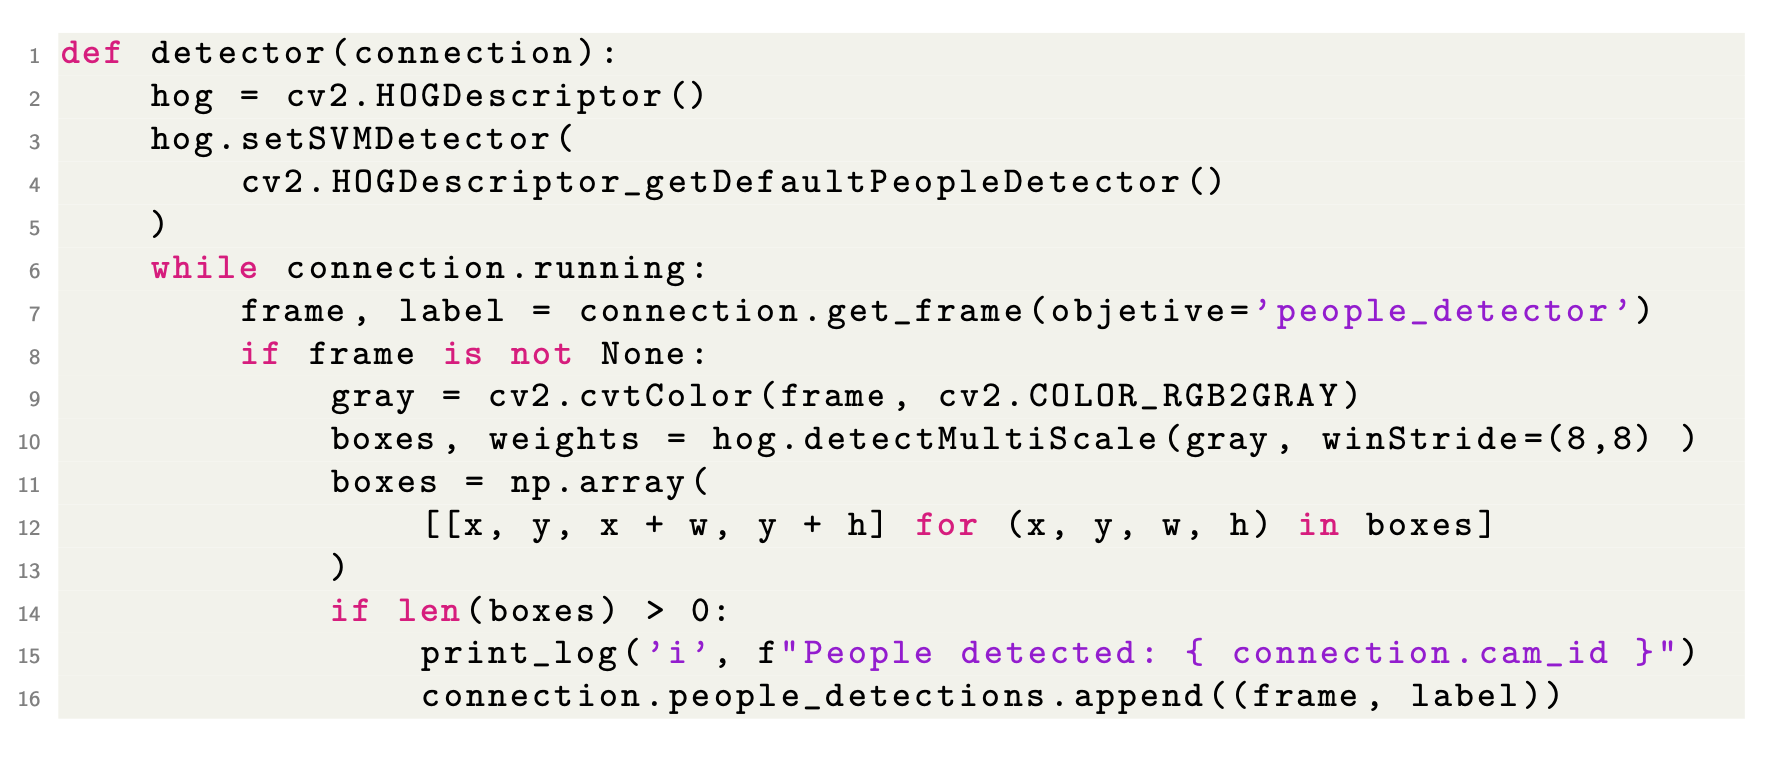 1 def detector(connection):
2     hog = cv2.HOGDescriptor()
3     hog.setSVMDetector(
4         cv2.HOGDescriptor_getDefaultPeopleDetector()
5     )
6     while connection.running:
7         frame, label = connection.get_frame(objetive='people_detector')
8         if frame is not None:
9             gray = cv2.cvtColor(frame, cv2.COLOR_RGB2GRAY)
10             boxes, weights = hog.detectMultiScale(gray, winStride=(8,8) )
11             boxes = np.array(
12                 [[x, y, x + w, y + h] for (x, y, w, h) in boxes]
13             )
14             if len(boxes) > 0:
15                 print_log('i', f"People detected: { connection.cam_id }")
16                 connection.people_detections.append((frame, label))